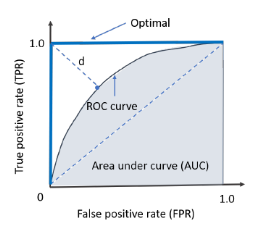 Optimal
1.0
d
ROC curve
True positive rate (TPR)
Area under curve (AUC)
0
1.0
False positive rate (FPR)